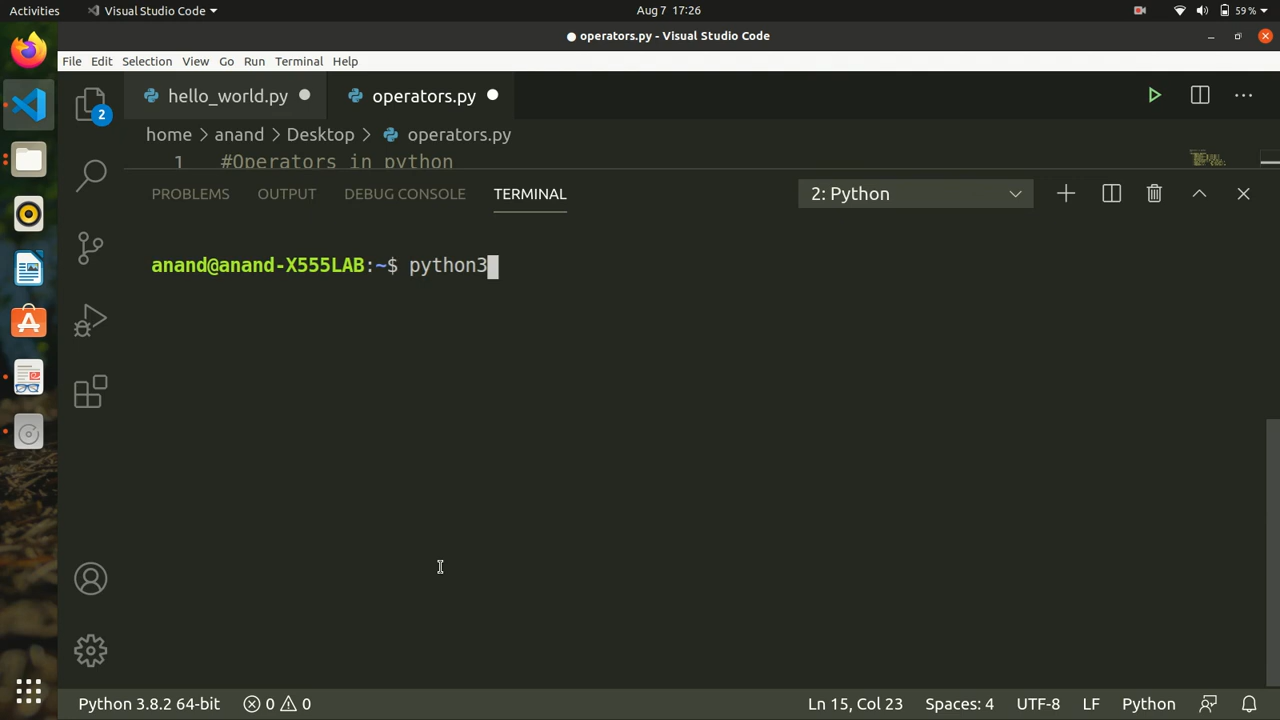 Activities Visual Studio Code Aug 7 17:26 59 %
operators.py - Visual Studio Code
File Edit Selection View Go Run Terminal Help
2 hello_world.py operators.py
home > anand > Desktop > operators.py
1 #Operators in python
PROBLEMS OUTPUT DEBUG CONSOLE TERMINAL 2: Python
anand@anand-X555LAB:~$ python3
Python 3.8.2 64-bit 0 0 Ln 15, Col 23 Spaces: 4 UTF-8 LF Python